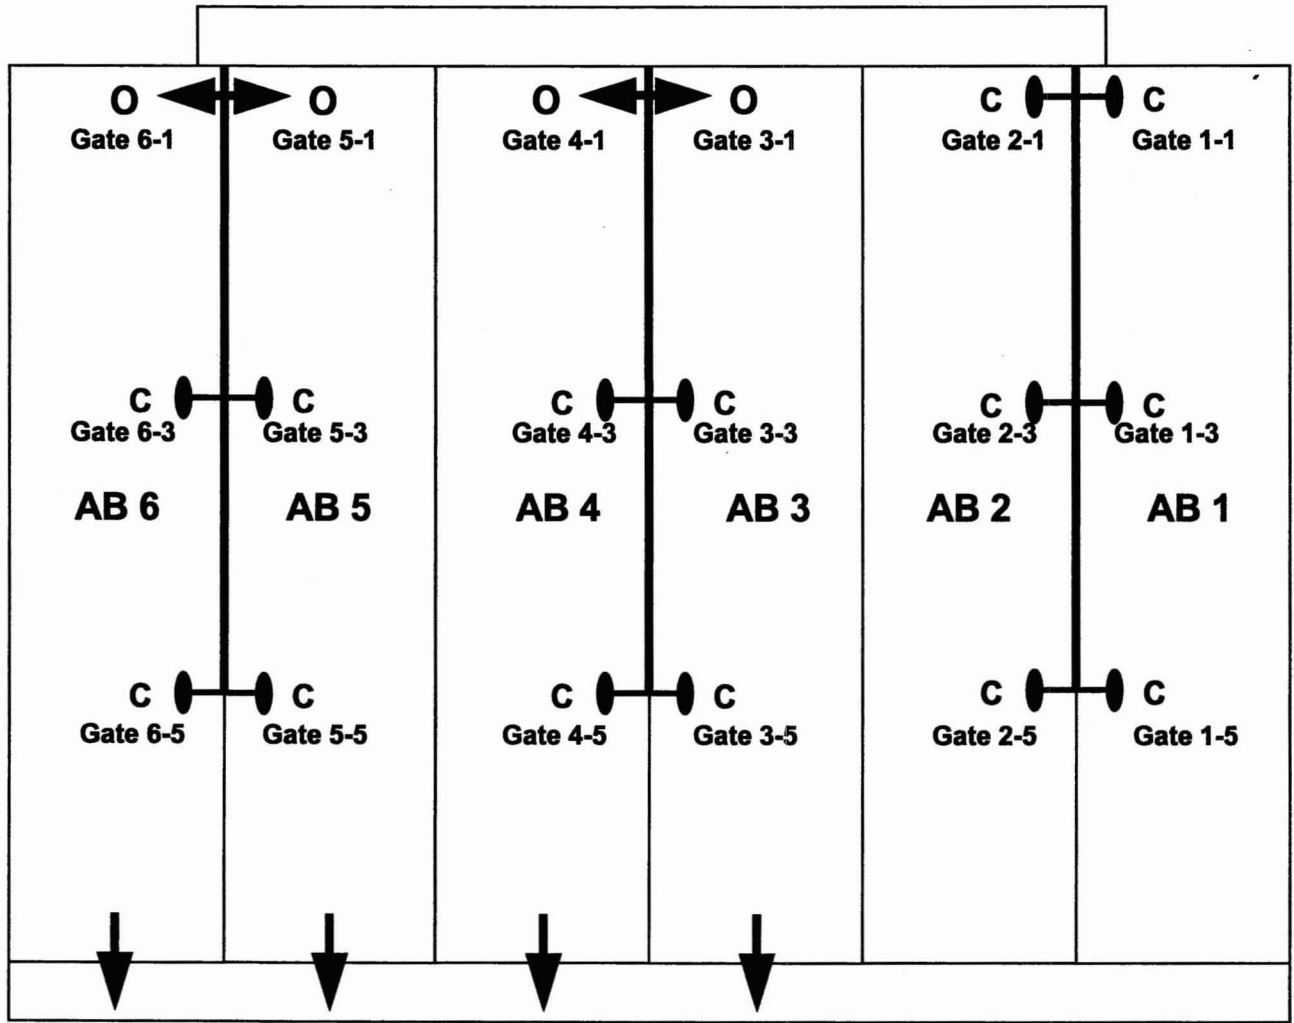 O O O O C C
Gate 6-1 Gate 5-1 Gate 4-1 Gate 3-1 Gate 2-1 Gate 1-1
C C C C C C
Gate 6-3 Gate 5-3 Gate 4-3 Gate 3-3 Gate 2-3 Gate 1-3
AB 6 AB 5 AB 4 AB 3 AB 2 AB 1
C C C C C C
Gate 6-5 Gate 5-5 Gate 4-5 Gate 3-5 Gate 2-5 Gate 1-5